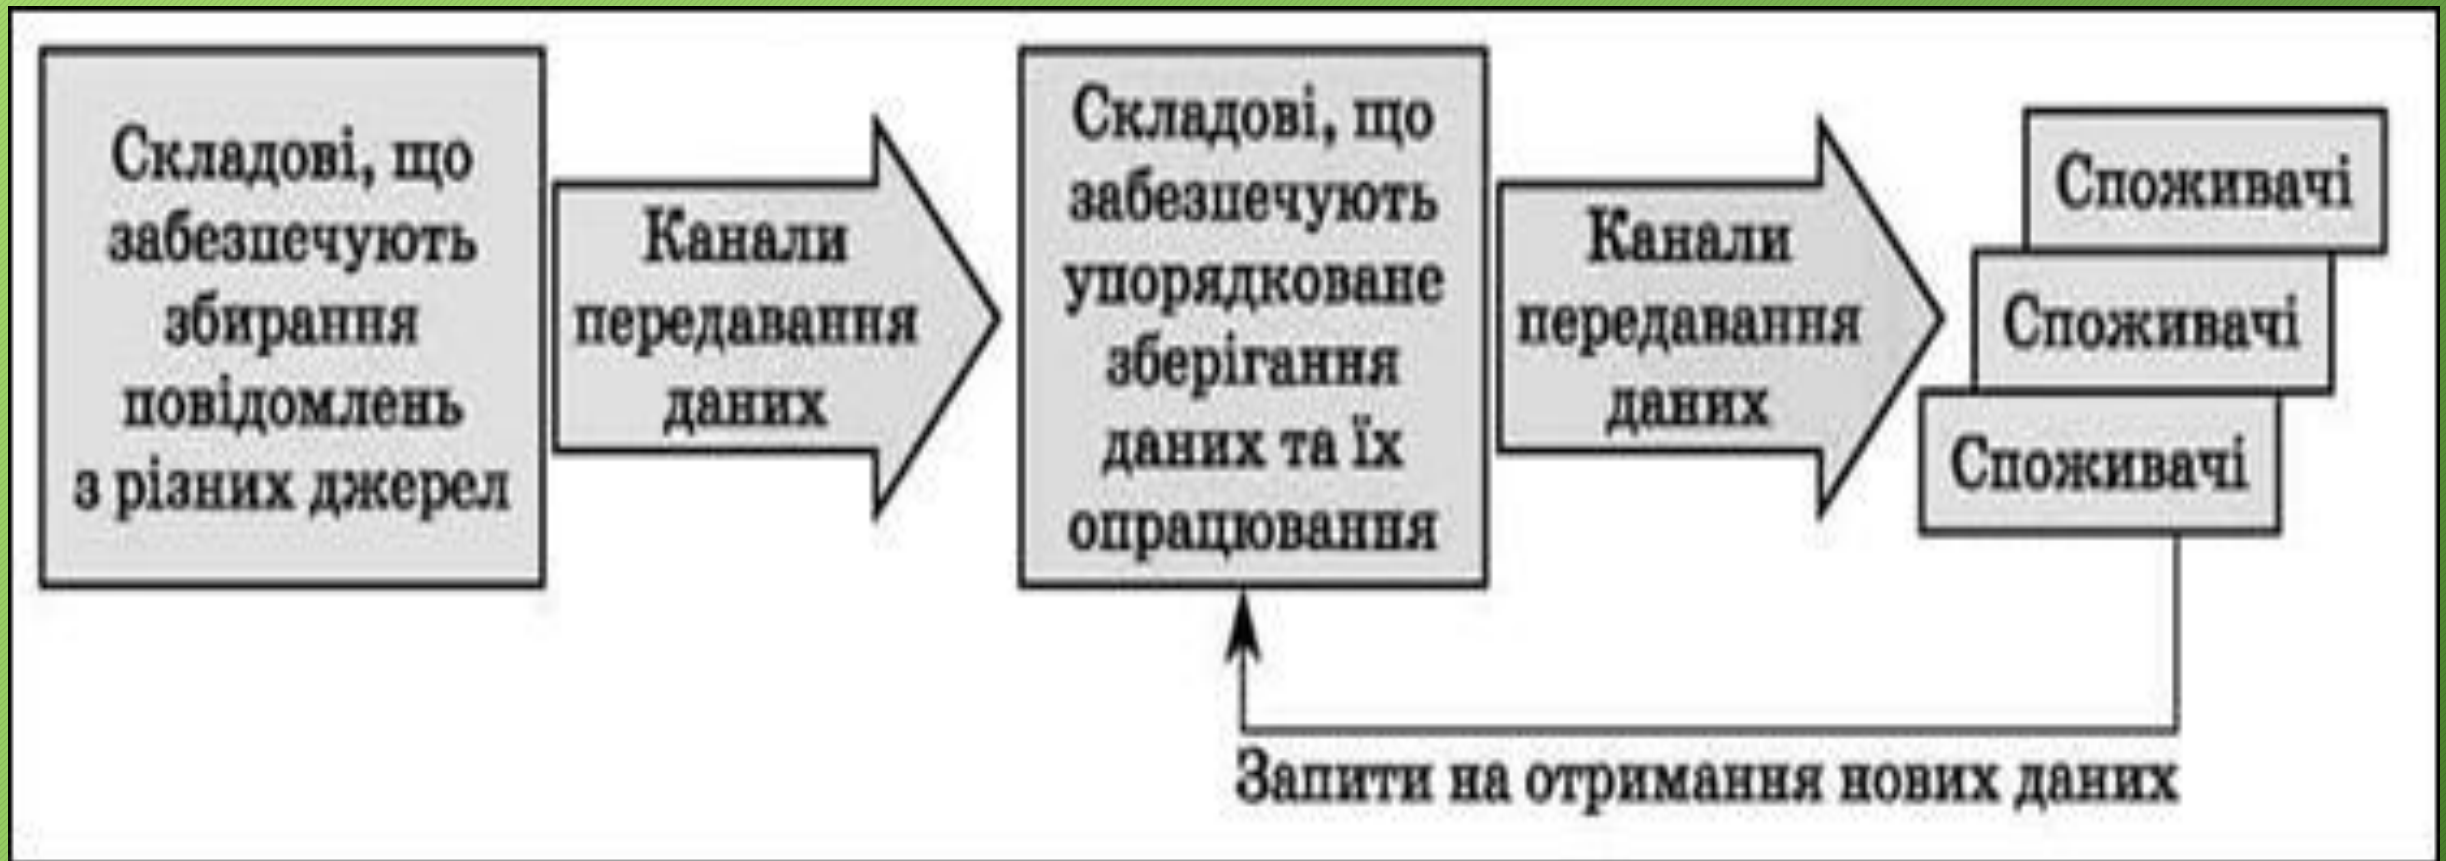 Складові, що
забезпечують
збирання
повідомлень
з різних джерел
Канали
передавання
даних
Складові, що
забезпечують
упорядковане
зберігання
даних та їх
опрацювання
Канали
передавання
даних
Споживачі
Споживачі
Споживачі
Запити на отримання нових даних